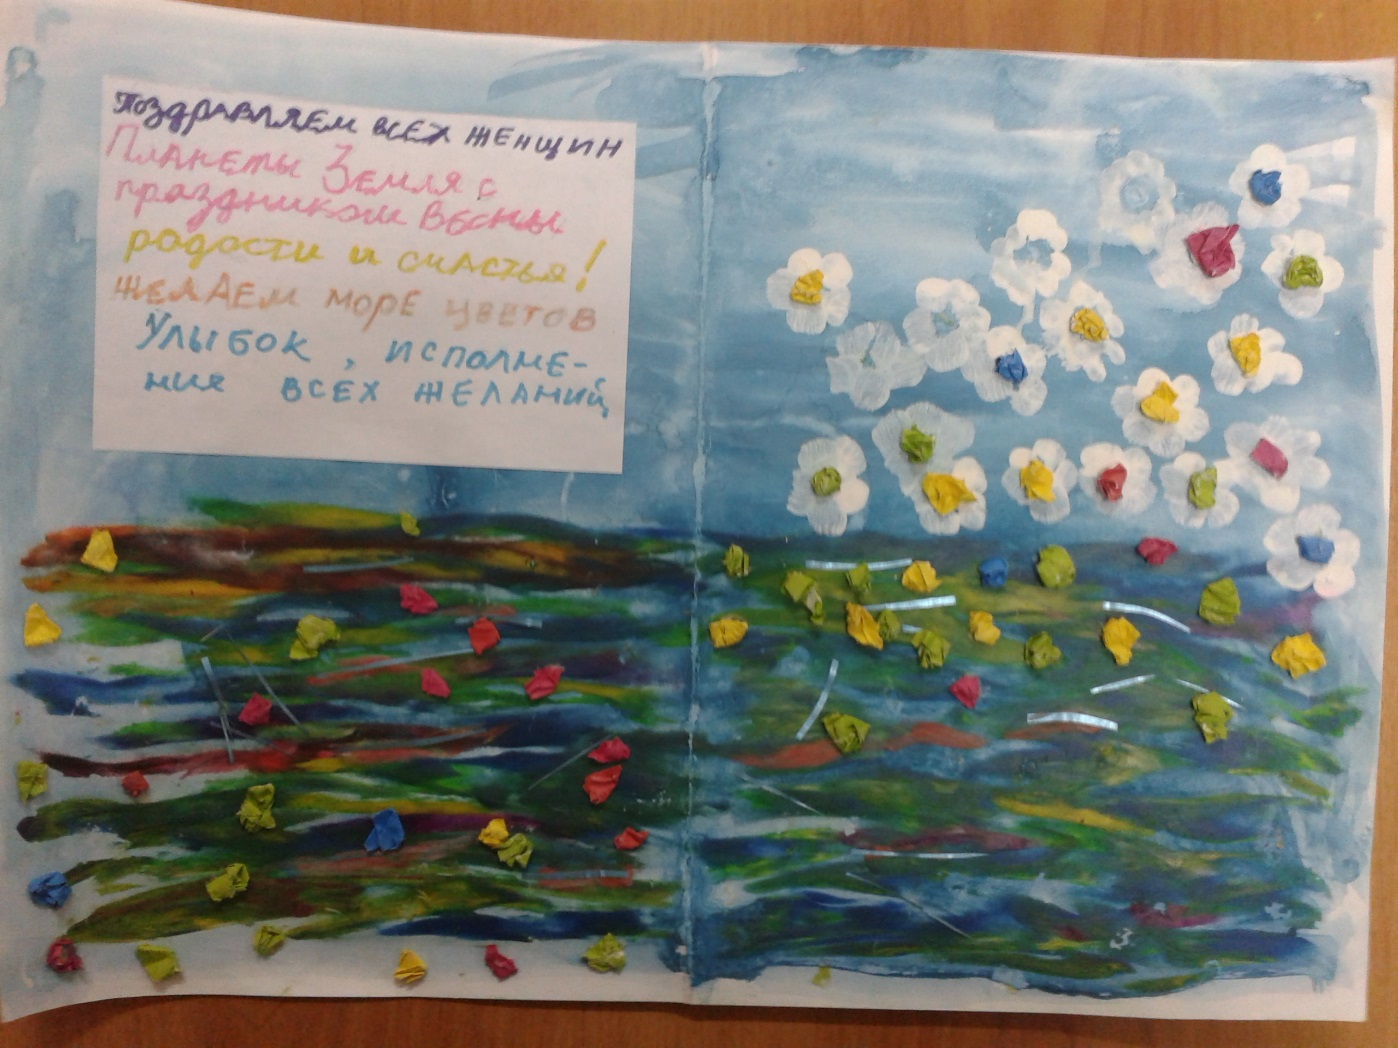 Поздравляем всех женщин
Планеты Земля с
праздником Весны
радости и счастья!
желаем море цветов
Улыбок, исполне-
ния всех желаний